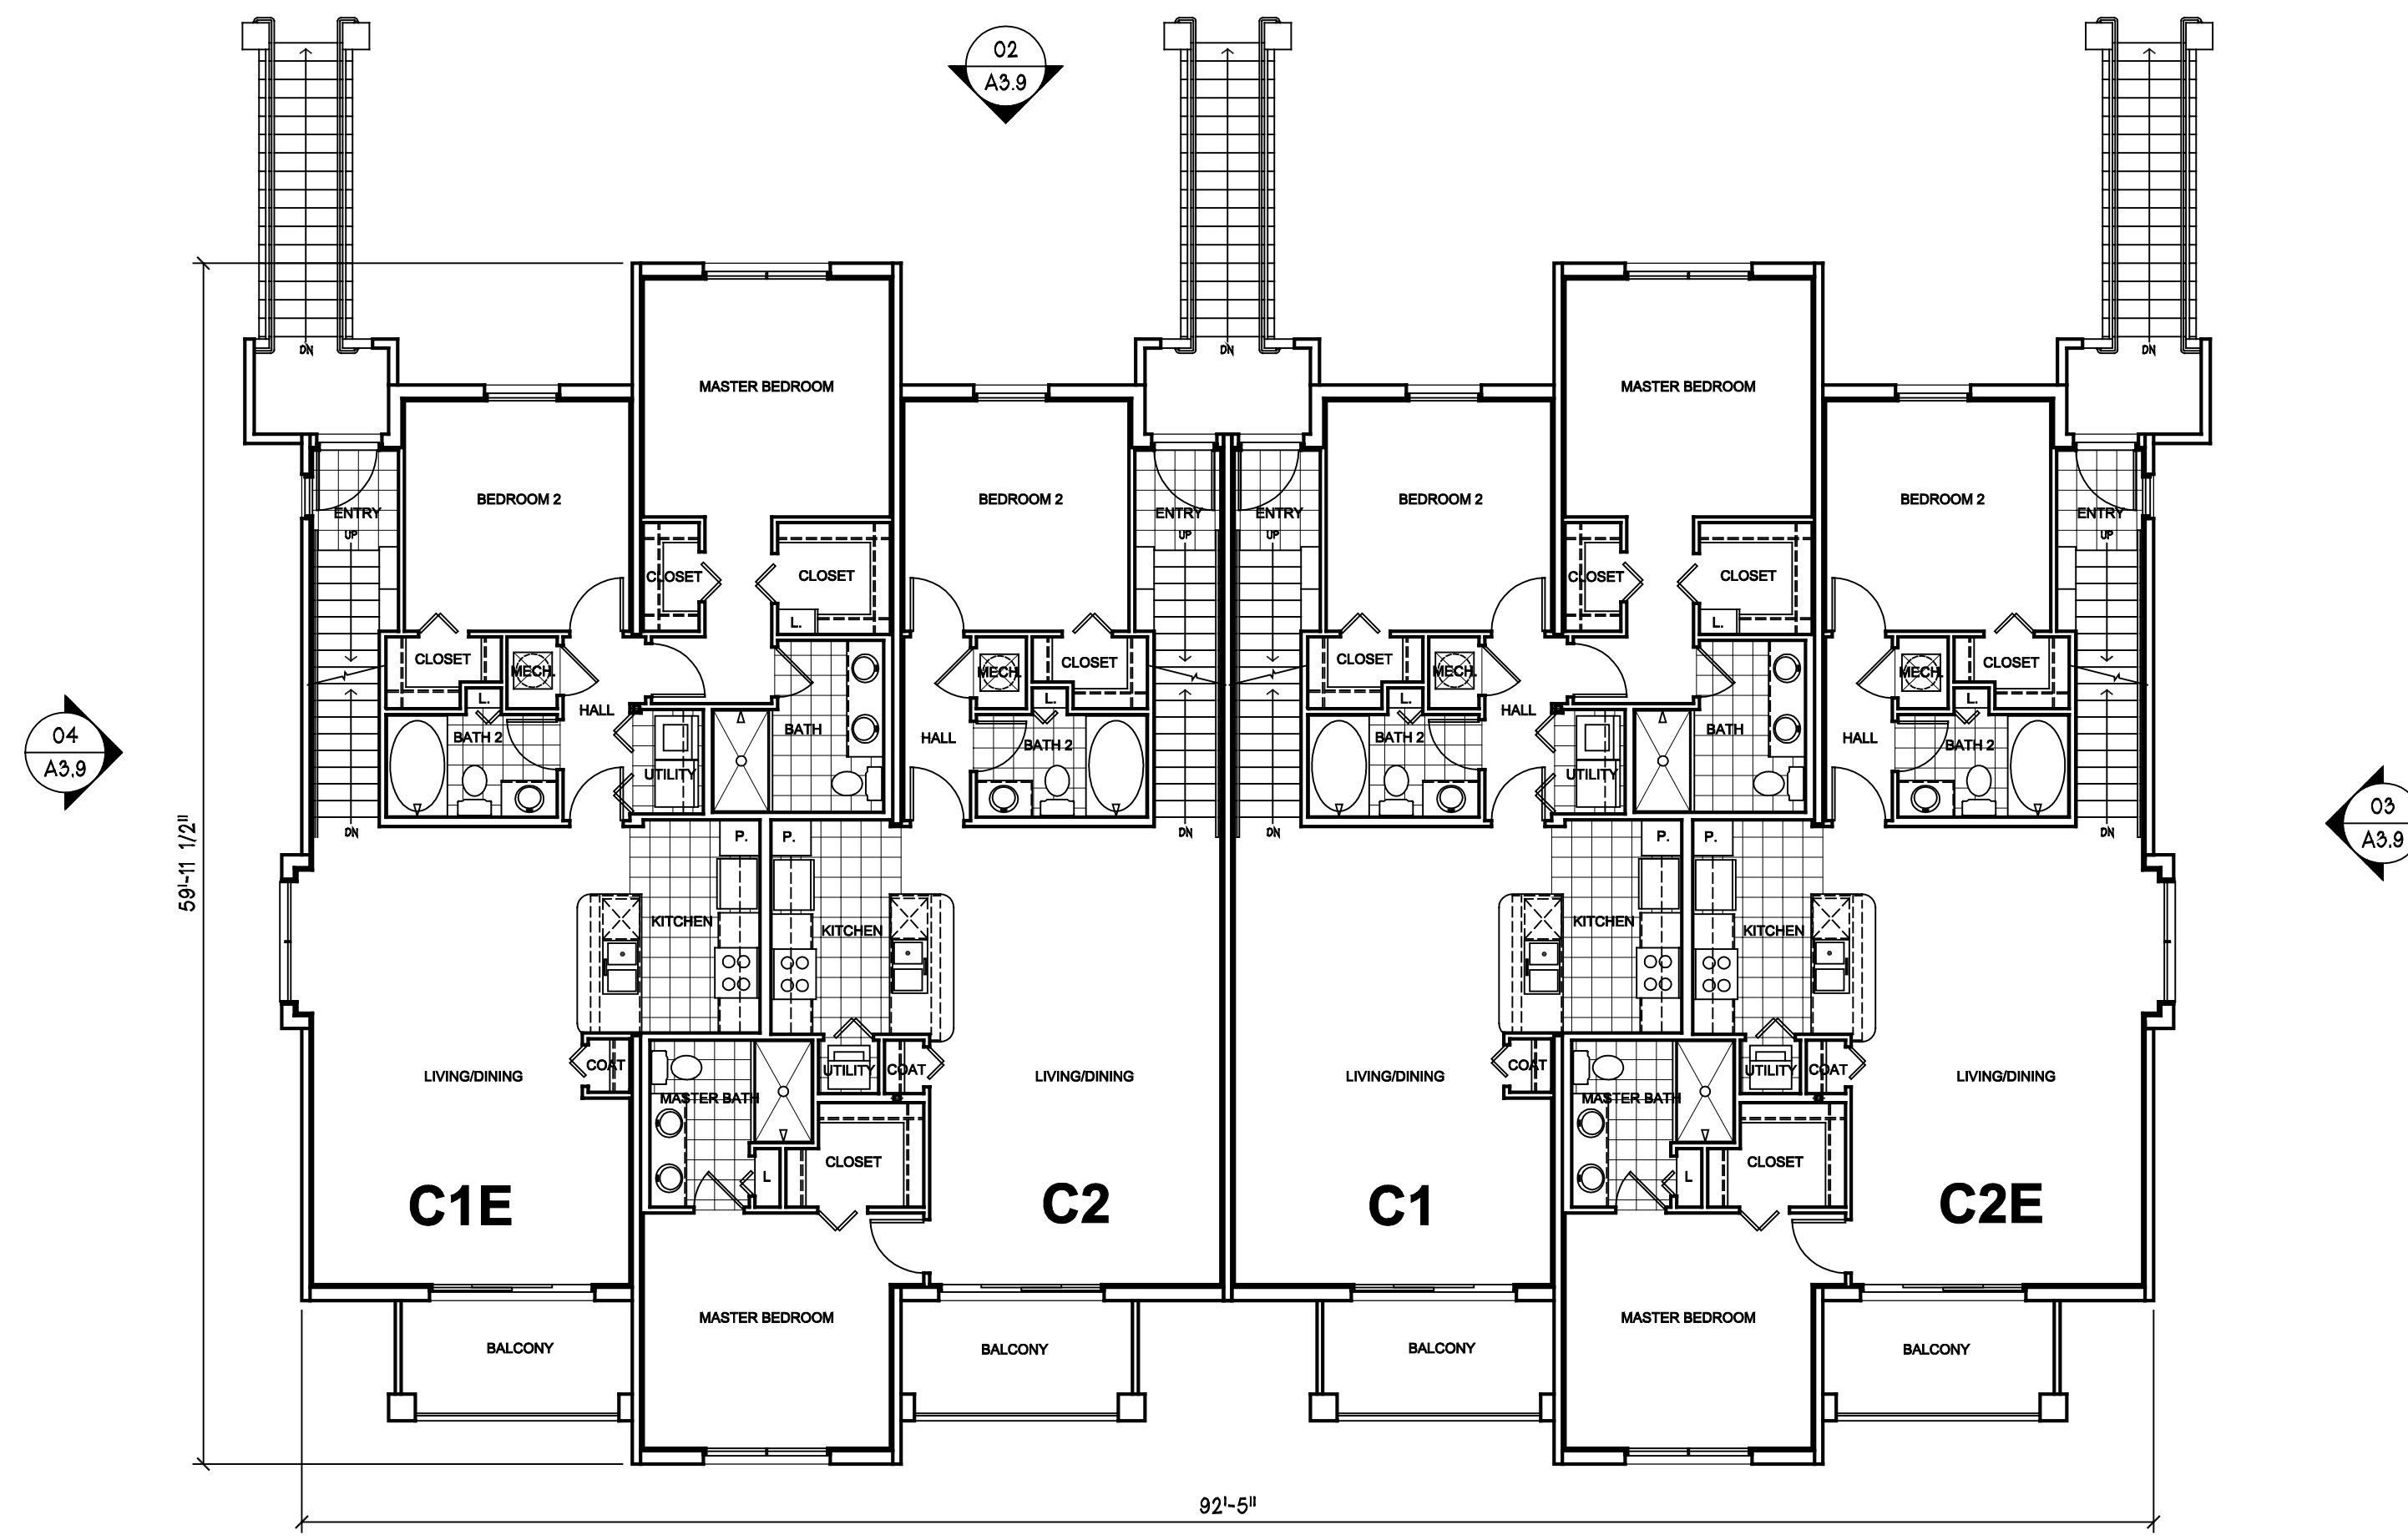 02
A3.9
DN
DN
DN
MASTER BEDROOM
MASTER BEDROOM
BEDROOM 2
BEDROOM 2
BEDROOM 2
BEDROOM 2
ENTRY
ENTRY
ENTRY
ENTRY
UP
UP
UP
UP
CLOSET
CLOSET
CLOSET
CLOSET
L.
L.
CLOSET
MECH.
MECH.
CLOSET
CLOSET
MECH.
MECH.
CLOSET
L.
L.
L.
L.
HALL
HALL
HALL
HALL
BATH 2
BATH
BATH 2
BATH 2
BATH
BATH 2
04
A3.9
UTILITY
UTILITY
03
A3.9
DN
DN
DN
DN
P.
P.
P.
P.
59'-11 1/2"
KITCHEN
KITCHEN
KITCHEN
KITCHEN
COAT
UTILITY
COAT
COAT
UTILITY
COAT
LIVING/DINING
LIVING/DINING
LIVING/DINING
LIVING/DINING
MASTER BATH
MASTER BATH
CLOSET
CLOSET
L
L
C1E
C2
C1
C2E
MASTER BEDROOM
MASTER BEDROOM
BALCONY
BALCONY
BALCONY
BALCONY
92'-5"